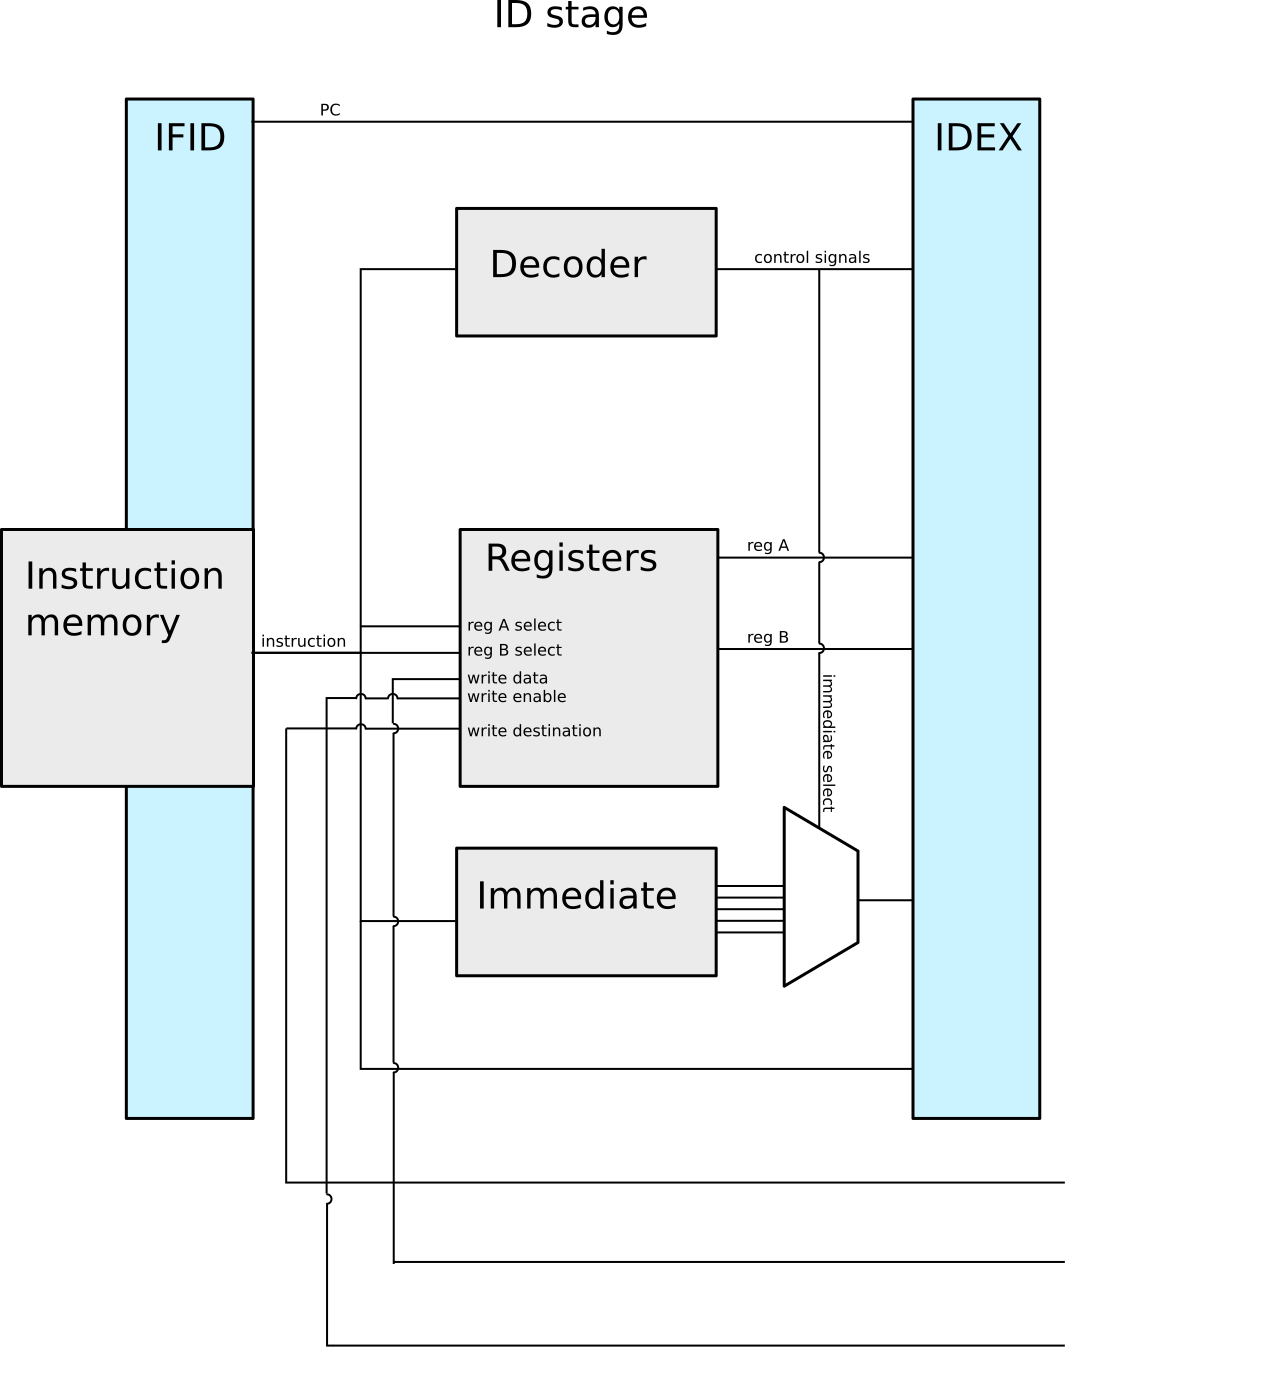 ID stage
PC
IFID
IDEX
Decoder
control signals
Instruction
memory
instruction
Registers
reg A select
reg B select
write data
write enable
write destination
reg A
reg B
immediate select
Immediate